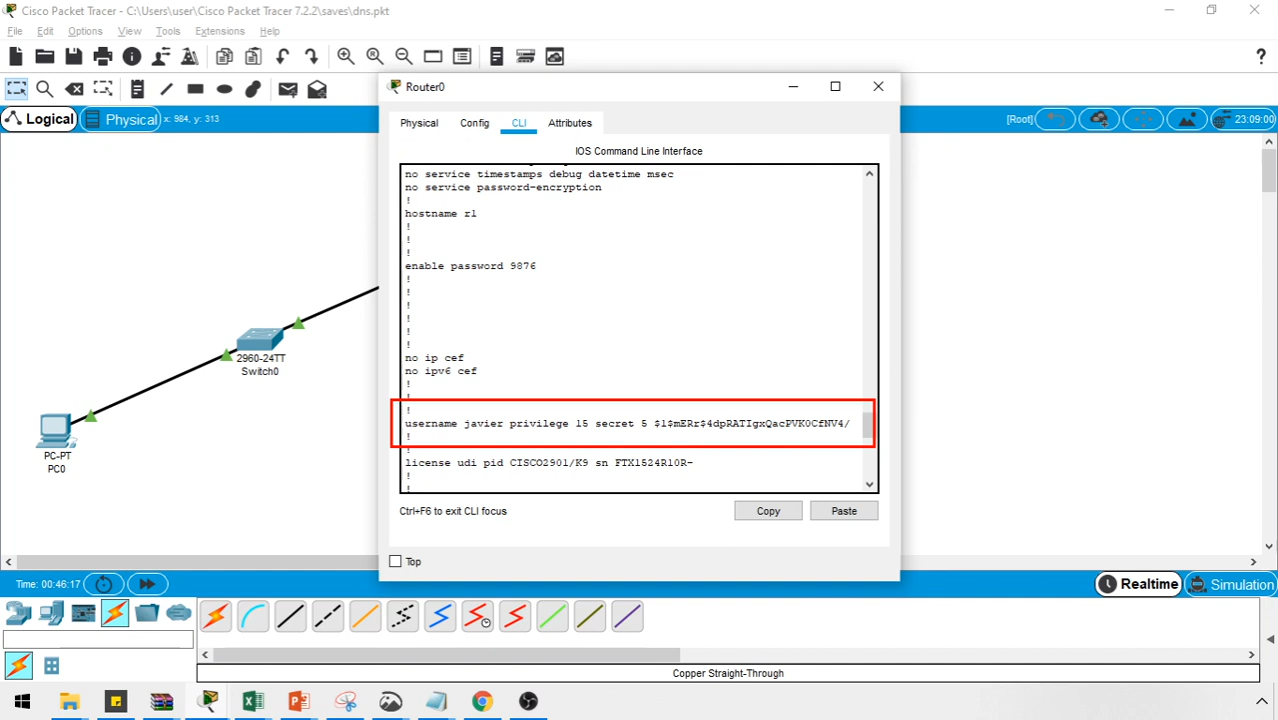 Cisco Packet Tracer - C:\Users\user\Cisco Packet Tracer 7.2.2\saves\dns.pkt
File Edit Options View Tools Extensions Help
?
Logical Physical x: 984, y: 313 [Root] 23:09:00
Router0
Physical Config CLI Attributes
IOS Command Line Interface
no service timestamps debug datetime msec
no service password-encryption
!
hostname r1
!
!
!
enable password 9876
!
!
!
!
!
!
no ip cef
no ipv6 cef
!
!
!
username javier privilege 15 secret 5 $1$mERr$4dpRATIgxQacPVK0CfNV4/
!
license udi pid CISCO2901/K9 sn FTX1524R10R-
!
!
Ctrl+F6 to exit CLI focus
Copy Paste
Top
2960-24TT
Switch0
PC-PT
PC0
Time: 00:46:17 Realtime Simulation
Copper Straight-Through